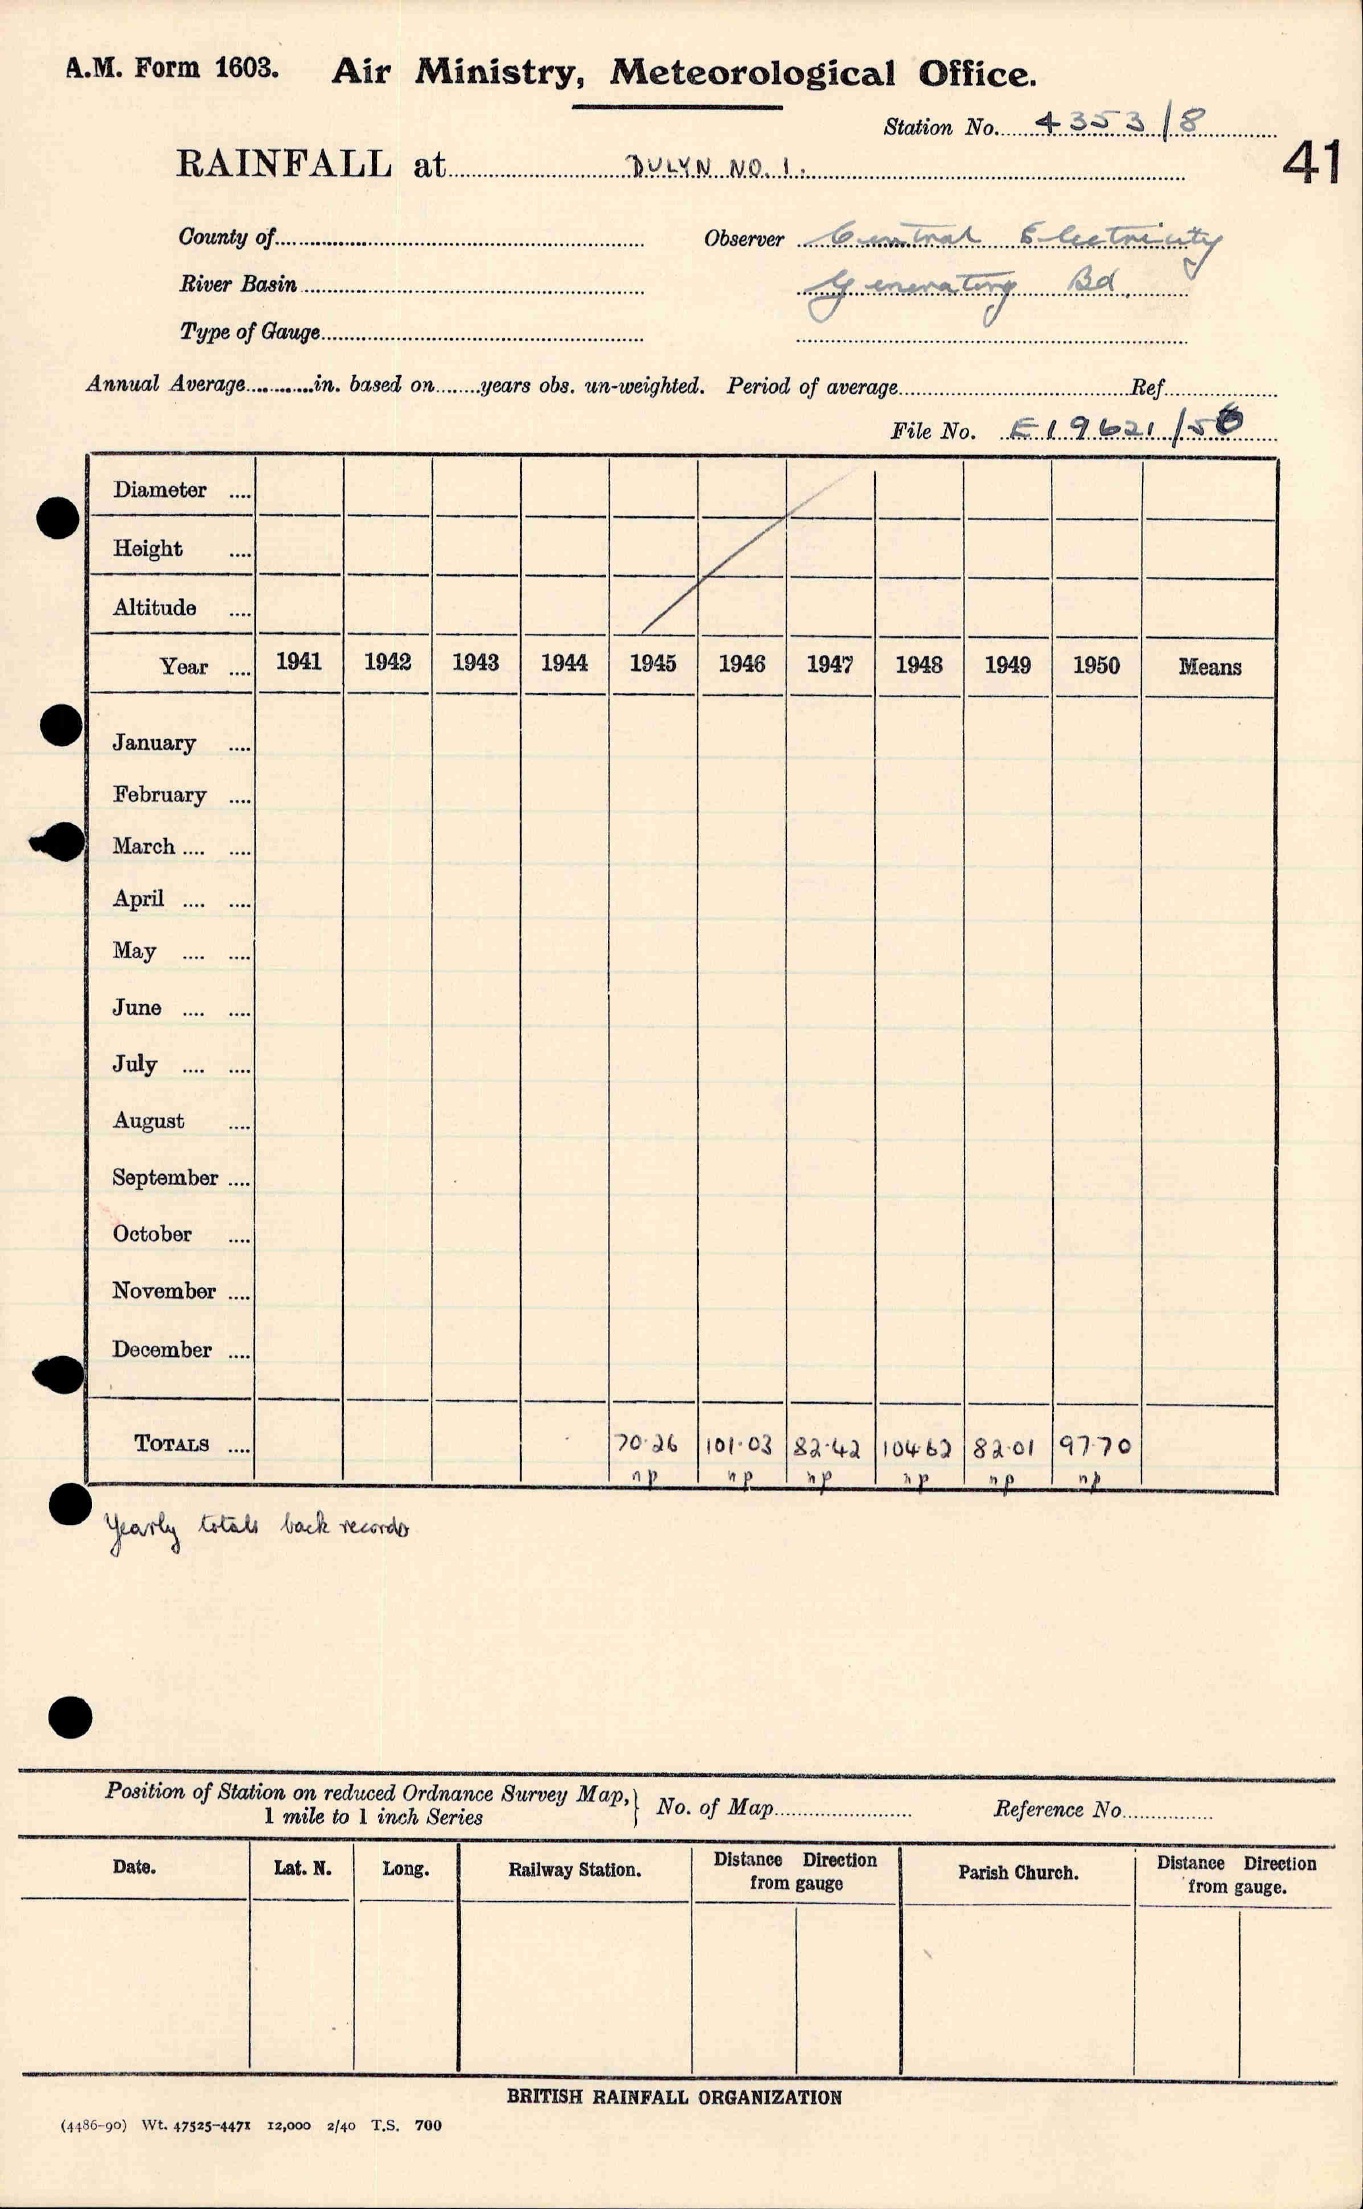 A.M. Form 1603. Air Ministry, Meteorological Office.
Station No. 4353/8
41
RAINFALL at DULYN NO. 1.
County of Observer Central Electricity
River Basin Generating Bd.
Type of Gauge
Annual Average in. based on years obs. un-weighted. Period of average Ref
File No. E19621/56
Diameter
Height
Altitude
Year 1941 1942 1943 1944 1945 1946 1947 1948 1949 1950 Means
January
February
March
April
May
June
July
August
September
October
November
December
TOTALS 70.26 101.03 82.42 104.62 82.01 97.70
np np np np np np
Yearly totals back records
Position of Station on reduced Ordnance Survey Map,
1 mile to 1 inch Series } No. of Map Reference No.
Date. Lat. N. Long. Railway Station. Distance Direction from gauge Parish Church. Distance Direction from gauge.
BRITISH RAINFALL ORGANIZATION
(4486-90) Wt. 47525-4471 12,000 2/40 T.S. 700